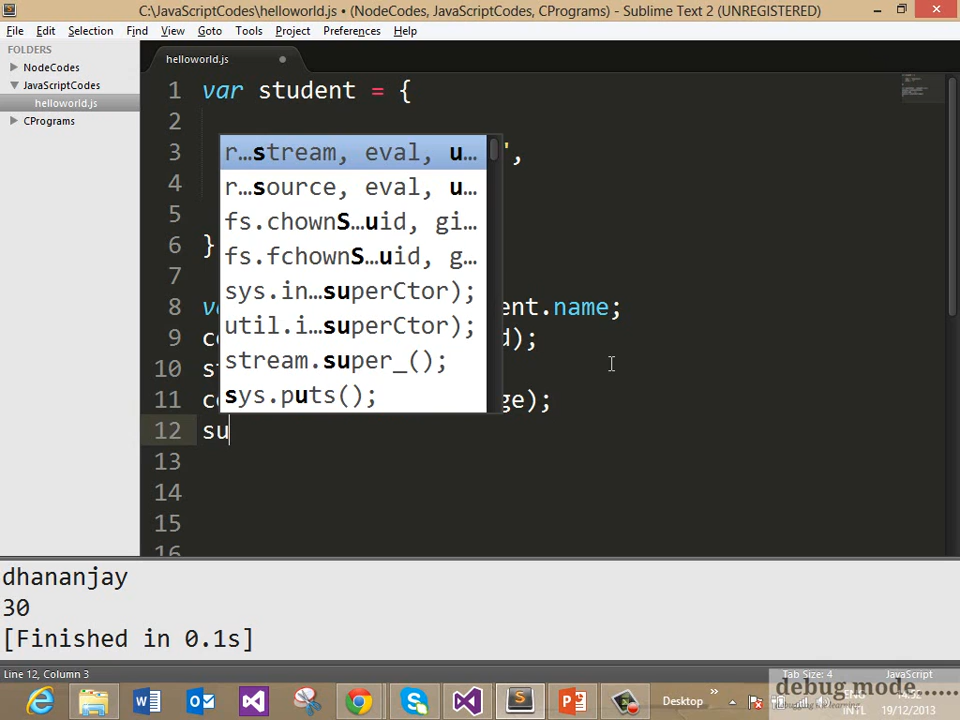 C:\JavaScriptCodes\helloworld.js • (NodeCodes, JavaScriptCodes, CPrograms) - Sublime Text 2 (UNREGISTERED)
File Edit Selection Find View Goto Tools Project Preferences Help
FOLDERS
NodeCodes
JavaScriptCodes
helloworld.js
CPrograms
helloworld.js
1 var student = {
2
3 ',
4
5
6 }
7
8 v ent.name;
9 c d);
10 s
11 c ge);
12 su
13
14
15
16
r…stream, eval, u…
r…source, eval, u…
fs.chownS…uid, gi…
fs.fchownS…uid, g…
sys.in…superCtor);
util.i…superCtor);
stream.super_();
sys.puts();
dhananjay
30
[Finished in 0.1s]
Line 12, Column 3
Tab Size: 4
JavaScript
debug mode......
Desktop
ENG
INTL
19/12/2013